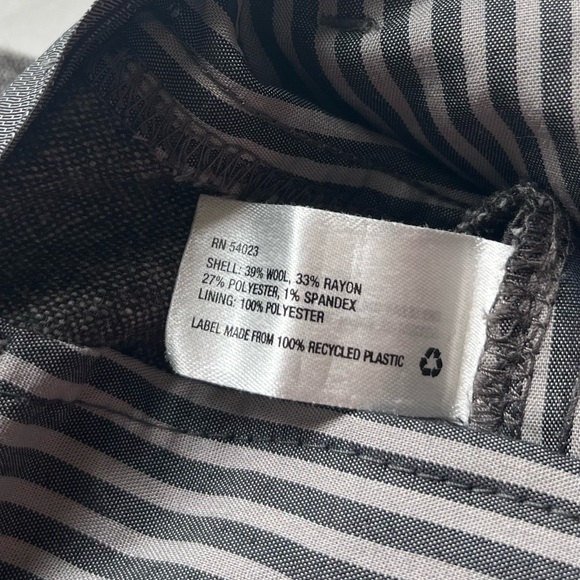 RN 54023
SHELL: 39% WOOL, 33% RAYON
27% POLYESTER, 1% SPANDEX
LINING: 100% POLYESTER
LABEL MADE FROM 100% RECYCLED PLASTIC